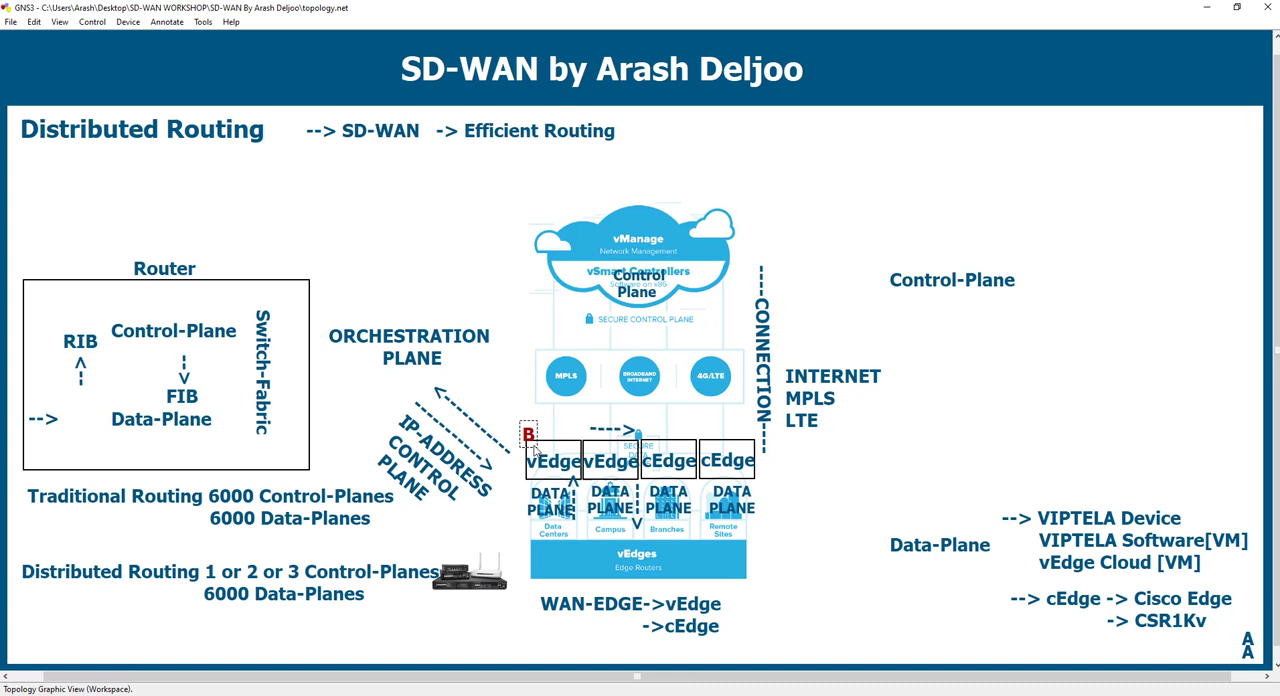 GNS3 - C:\Users\Arash\Desktop\SD-WAN WORKSHOP\SD-WAN By Arash Deljoo\topology.net
File Edit View Control Device Annotate Tools Help
SD-WAN by Arash Deljoo
Distributed Routing --> SD-WAN -> Efficient Routing
Router
RIB
^
¦
Control-Plane
¦
v
FIB
--> Data-Plane
Switch-Fabric
Traditional Routing 6000 Control-Planes
6000 Data-Planes
Distributed Routing 1 or 2 or 3 Control-Planes
6000 Data-Planes
ORCHESTRATION
PLANE
<-------
------->
IP-ADDRESS
CONTROL
PLANE
vManage
Network Management
vSmart Controllers
Software on x86
Control
Plane
SECURE CONTROL PLANE
MPLS
BROADBAND
INTERNET
4G/LTE
----CONNECTION----
INTERNET
MPLS
LTE
B
---->
SECURE
vEdge vEdge cEdge cEdge
DATA
PLANE
DATA
PLANE
DATA
PLANE
DATA
PLANE
Data
Centers
Campus
Branches
Remote
Sites
vEdges
Edge Routers
WAN-EDGE->vEdge
->cEdge
Control-Plane
Data-Plane
--> VIPTELA Device
VIPTELA Software[VM]
vEdge Cloud [VM]
--> cEdge -> Cisco Edge
-> CSR1Kv
A
A
Topology Graphic View (Workspace).